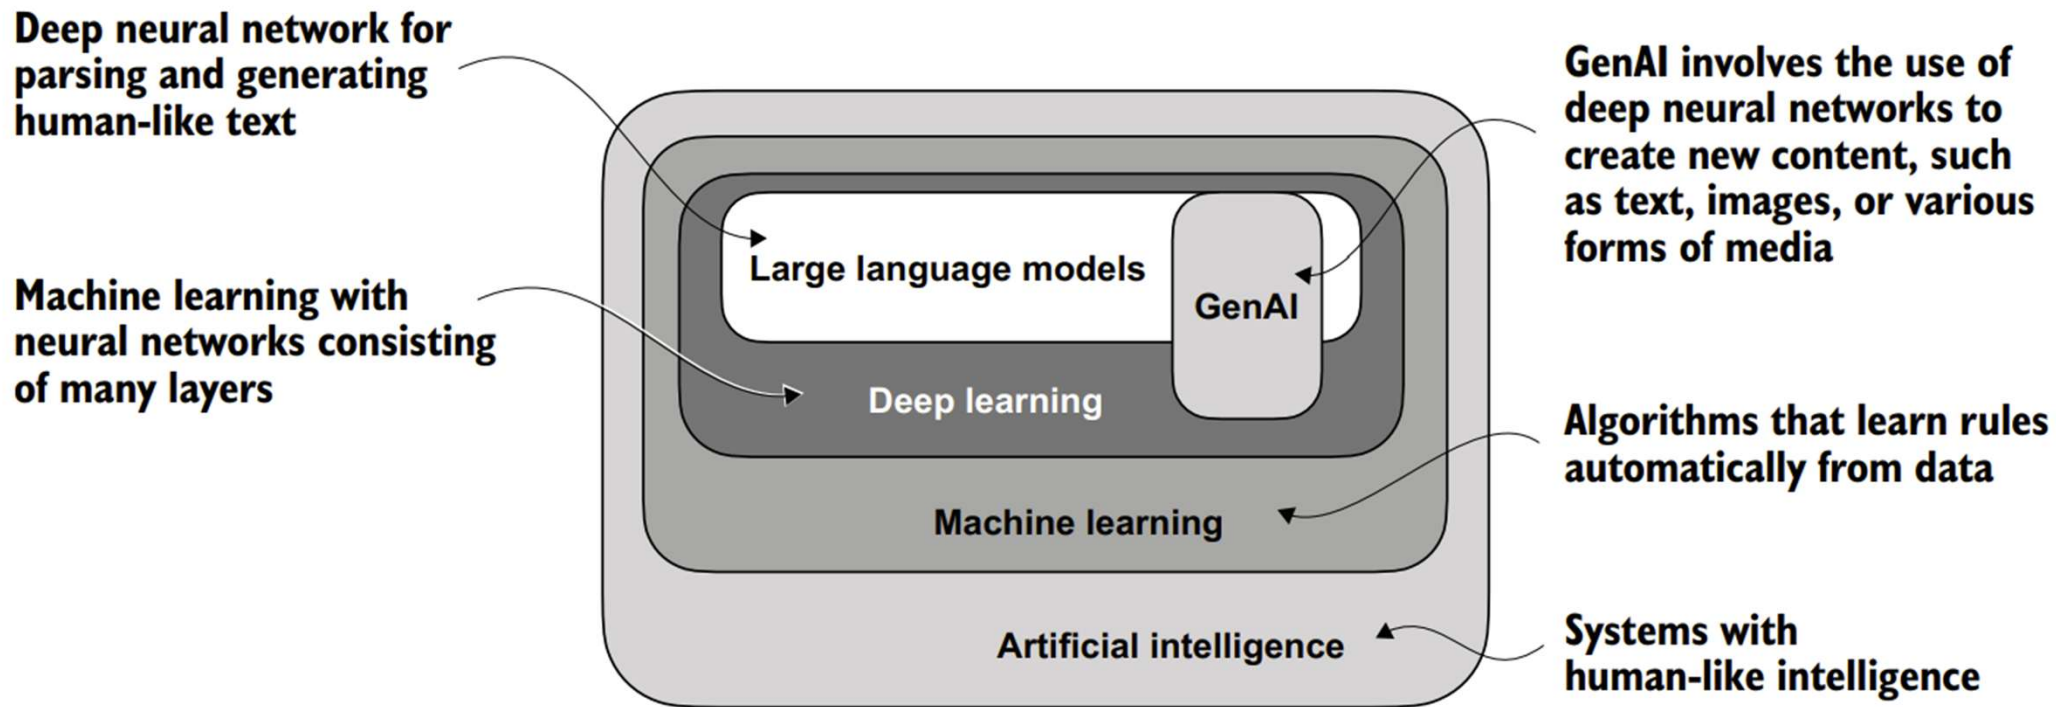 Deep neural network for
parsing and generating
human-like text
Machine learning with
neural networks consisting
of many layers
Large language models
GenAI
Deep learning
Machine learning
Artificial intelligence
GenAI involves the use of
deep neural networks to
create new content, such
as text, images, or various
forms of media
Algorithms that learn rules
automatically from data
Systems with
human-like intelligence